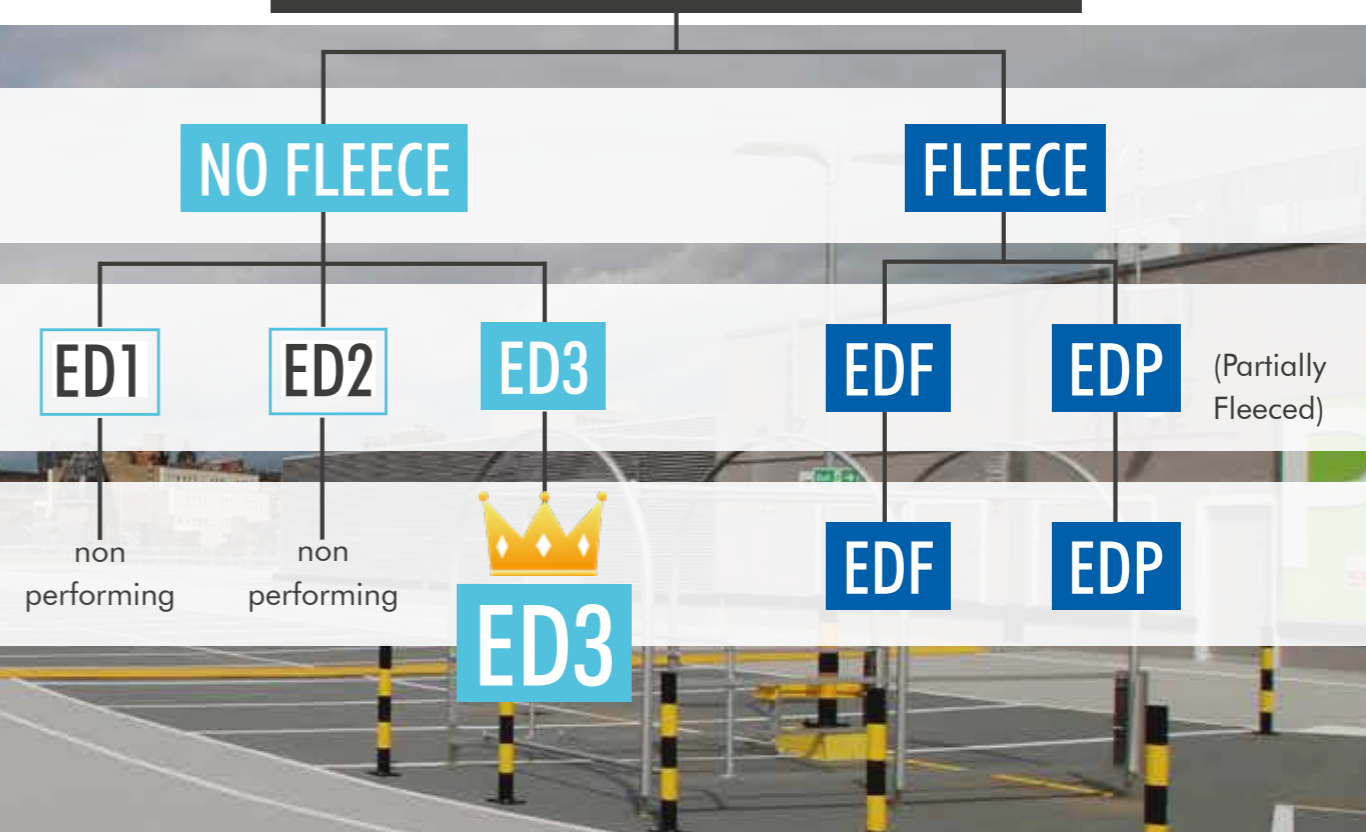 NO FLEECE
FLEECE
ED1
ED2
ED3
EDF
EDP
(Partially
Fleeced)
non
performing
non
performing
ED3
EDF
EDP